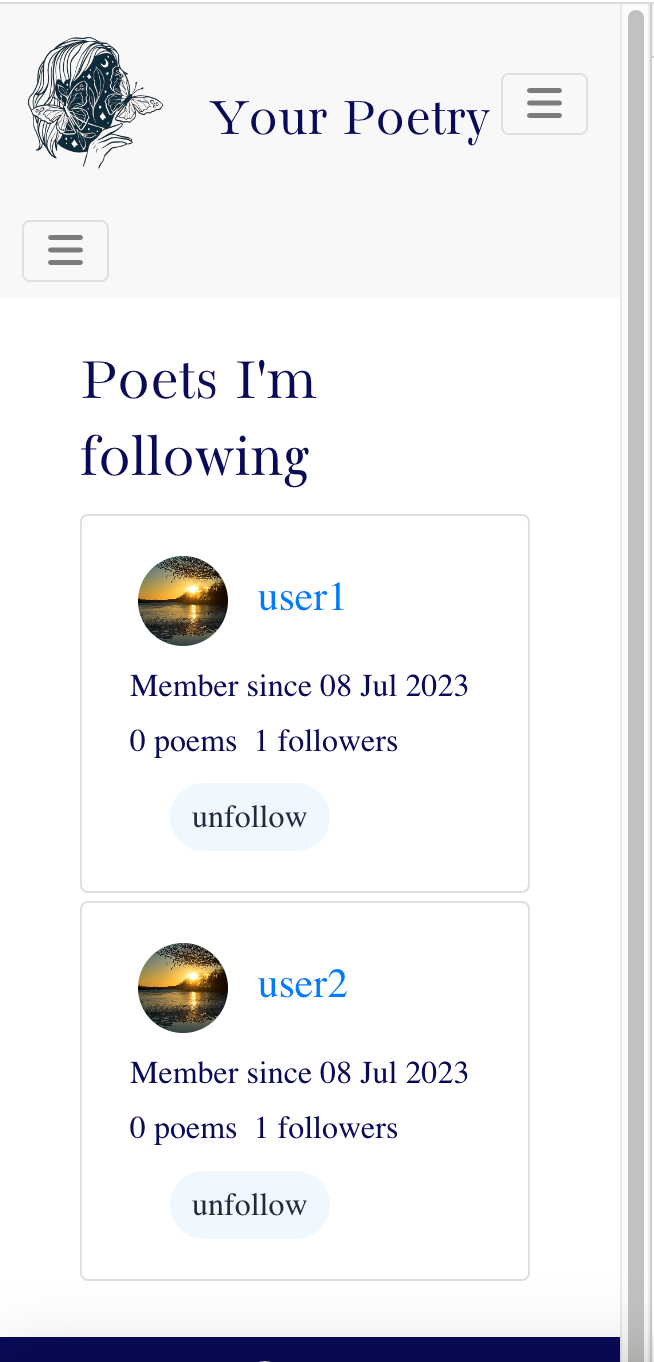 Your Poetry
Poets I'm
following
user1
Member since 08 Jul 2023
0 poems 1 followers
unfollow
user2
Member since 08 Jul 2023
0 poems 1 followers
unfollow